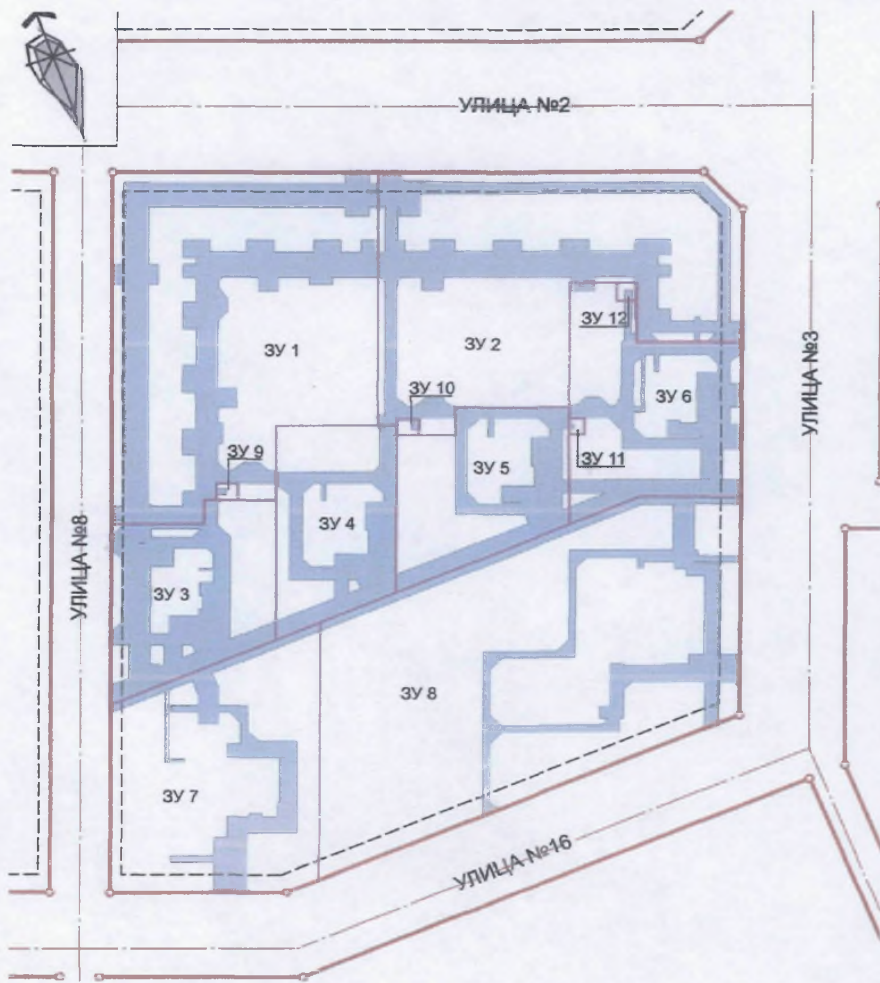 УЛИЦА №2
ЗУ 12
ЗУ 1
ЗУ 2
УЛИЦА №3
ЗУ 10
ЗУ 6
ЗУ 9
ЗУ 5
ЗУ 11
ЗУ 4
УЛИЦА №8
ЗУ 3
ЗУ 8
ЗУ 7
УЛИЦА №16